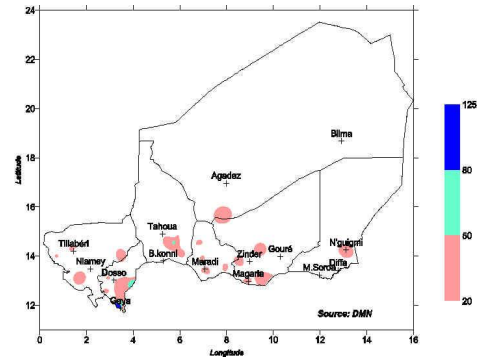 24
22
20
18
16
14
12
Latitude
0 2 4 6 8 10 12 14 16
Longitude
Bilma
Agadez
Tahoua
Tillabéri
N'guigmi
B.konni
Zinder
Gouré
Niamey
Maradi
Diffa
Dosso
M.Soroa
Magaria
Gaya
Source: DMN
125
80
60
20